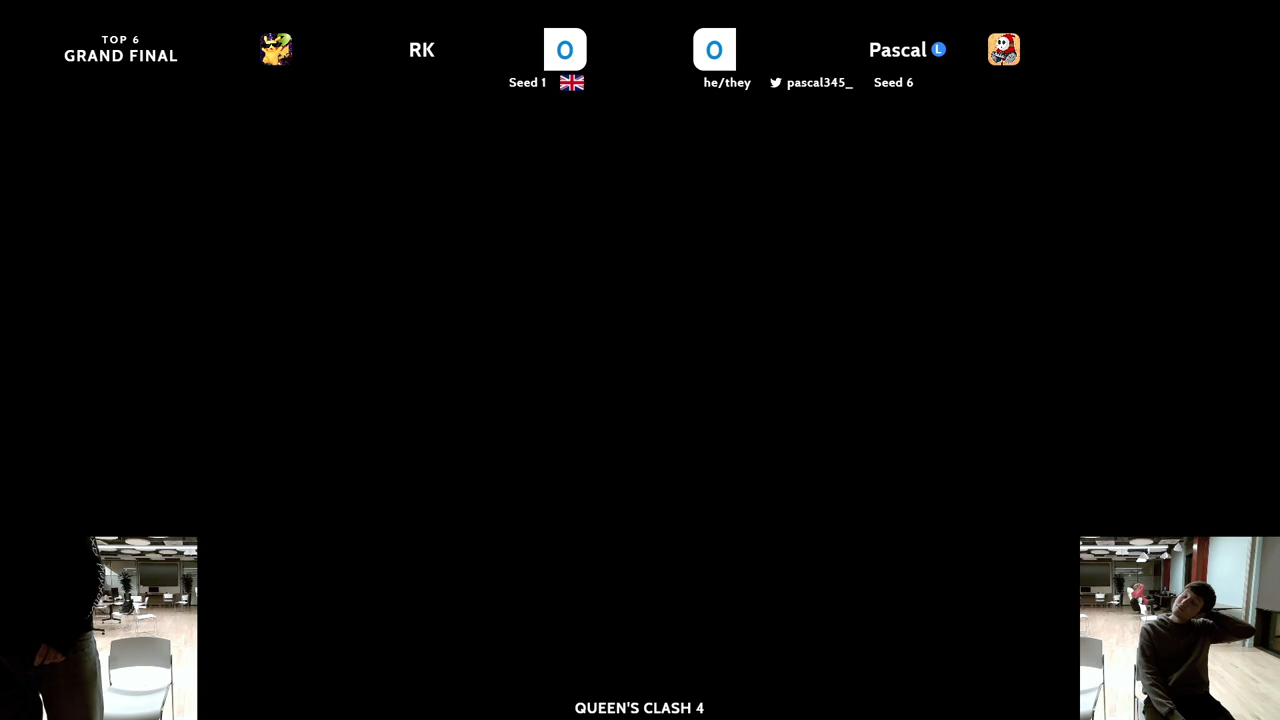 TOP 6
GRAND FINAL
RK
0
0
Pascal L
Seed 1
he/they
pascal345_
Seed 6
QUEEN'S CLASH 4